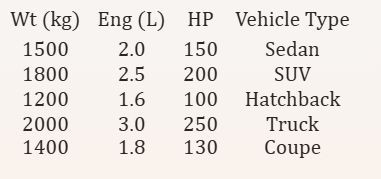 Wt (kg) Eng (L) HP Vehicle Type
1500 2.0 150 Sedan
1800 2.5 200 SUV
1200 1.6 100 Hatchback
2000 3.0 250 Truck
1400 1.8 130 Coupe